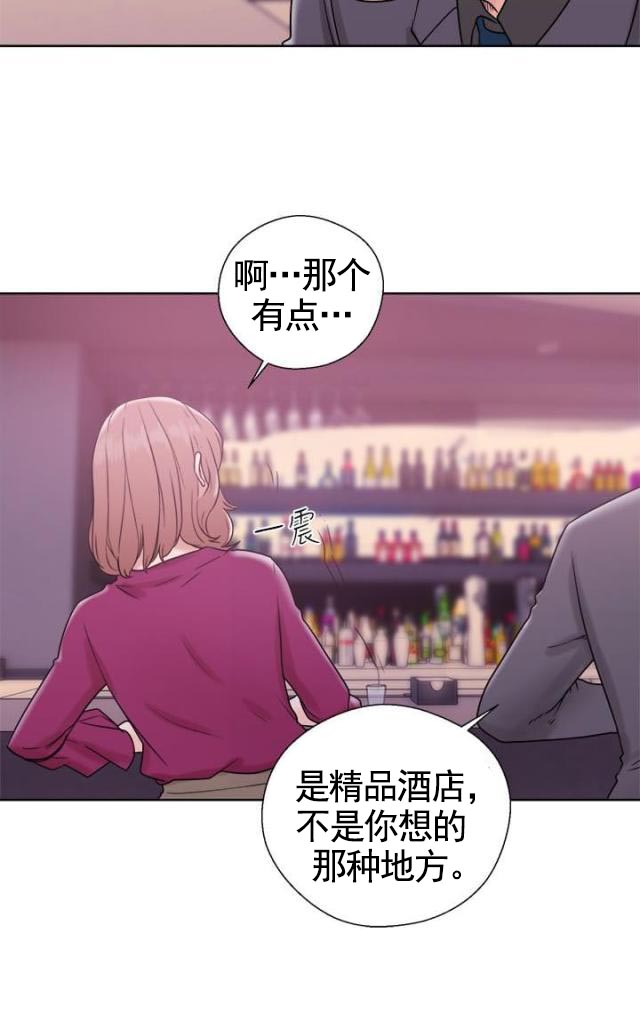 啊…那个
有点…
一震
是精品酒店，
不是你想的
那种地方。